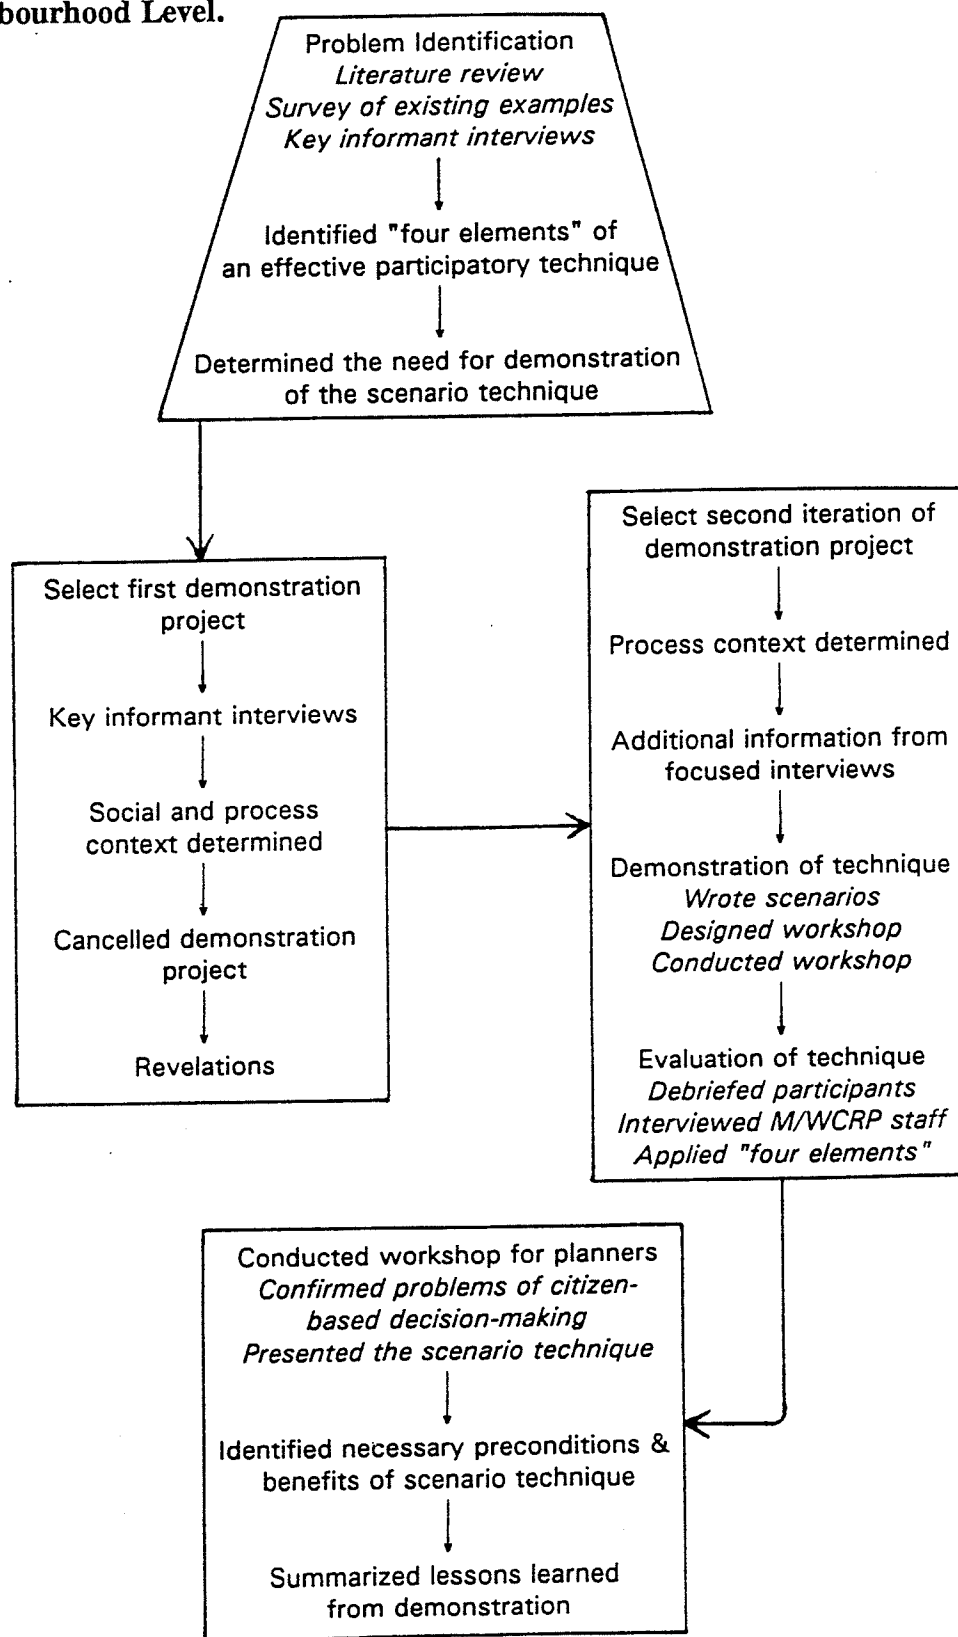 bourhood Level.
Problem Identification
Literature review
Survey of existing examples
Key informant interviews
Identified "four elements" of
an effective participatory technique
Determined the need for demonstration
of the scenario technique
Select first demonstration
project
Key informant interviews
Social and process
context determined
Cancelled demonstration
project
Revelations
Select second iteration of
demonstration project
Process context determined
Additional information from
focused interviews
Demonstration of technique
Wrote scenarios
Designed workshop
Conducted workshop
Evaluation of technique
Debriefed participants
Interviewed M/WCRP staff
Applied "four elements"
Conducted workshop for planners
Confirmed problems of citizen-
based decision-making
Presented the scenario technique
Identified necessary preconditions &
benefits of scenario technique
Summarized lessons learned
from demonstration